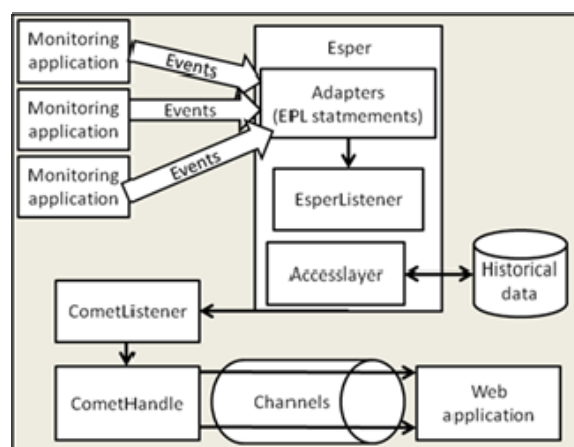 Monitoring
application
Events
Monitoring
application
Events
Monitoring
application
Events
Esper
Adapters
(EPL statmements)
EsperListener
Accesslayer
Historical
data
CometListener
CometHandle
Channels
Web
application